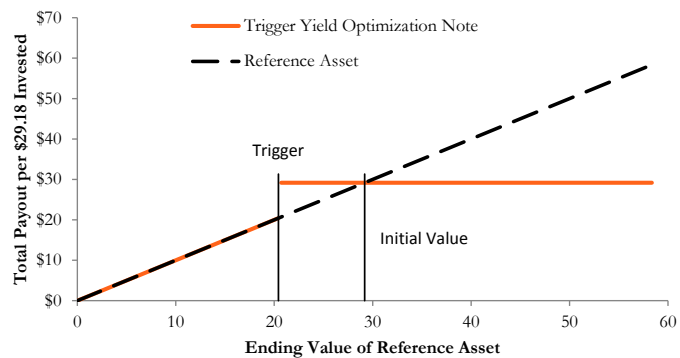 Trigger Yield Optimization Note
Reference Asset
Total Payout per $29.18 Invested
$70
$60
$50
$40
$30
$20
$10
$0
Trigger
Initial Value
0 10 20 30 40 50 60
Ending Value of Reference Asset